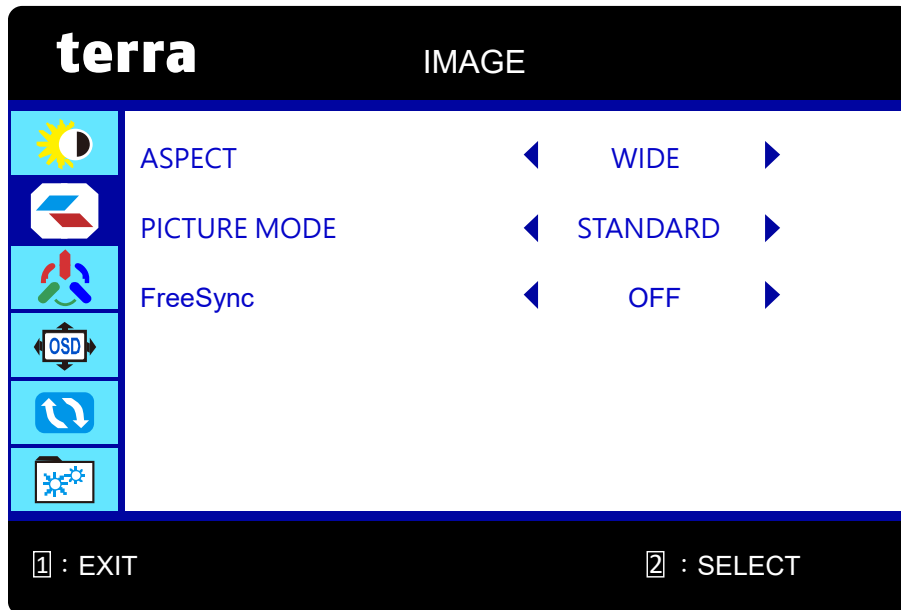 terra IMAGE
ASPECT WIDE
PICTURE MODE STANDARD
FreeSync OFF
OSD
1 : EXIT 2 : SELECT